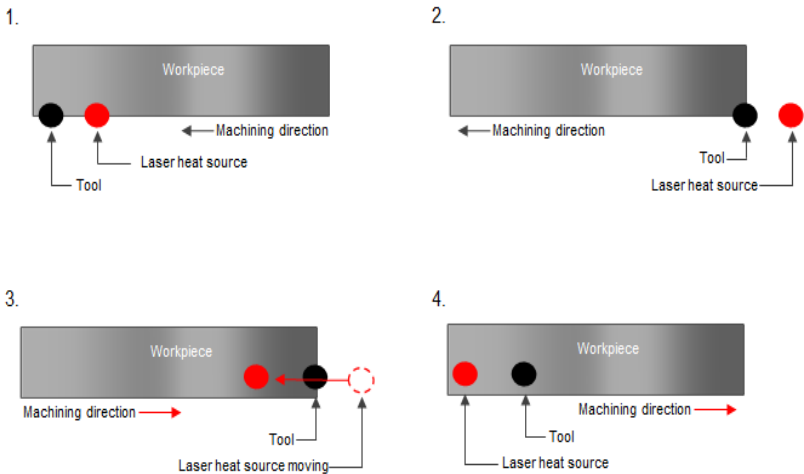 1.
Workpiece
Machining direction
Laser heat source
Tool
2.
Workpiece
Machining direction
Tool
Laser heat source
3.
Workpiece
Machining direction
Tool
Laser heat source moving
4.
Workpiece
Machining direction
Tool
Laser heat source